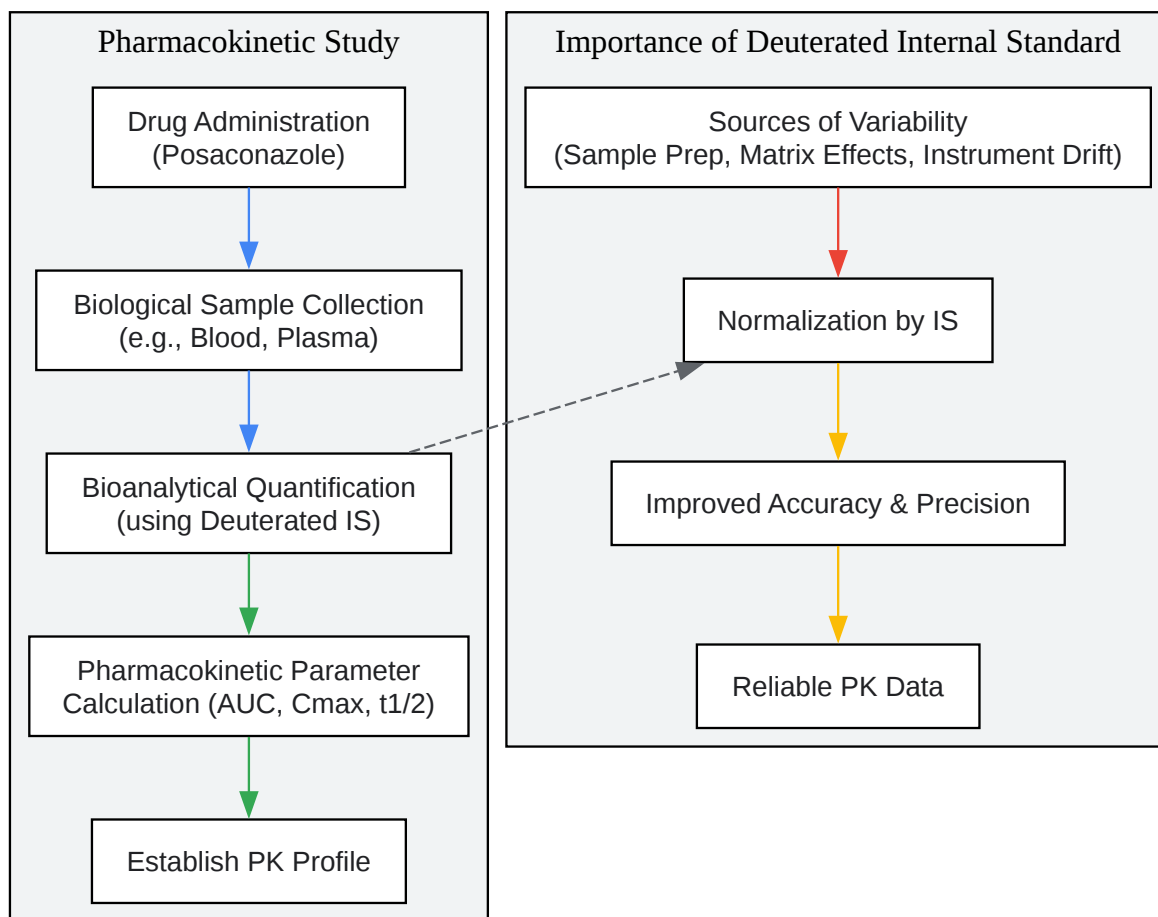 Pharmacokinetic Study
Drug Administration
(Posaconazole)
Biological Sample Collection
(e.g., Blood, Plasma)
Bioanalytical Quantification
(using Deuterated IS)
Pharmacokinetic Parameter
Calculation (AUC, Cmax, t1/2)
Establish PK Profile
Importance of Deuterated Internal Standard
Sources of Variability
(Sample Prep, Matrix Effects, Instrument Drift)
Normalization by IS
Improved Accuracy & Precision
Reliable PK Data